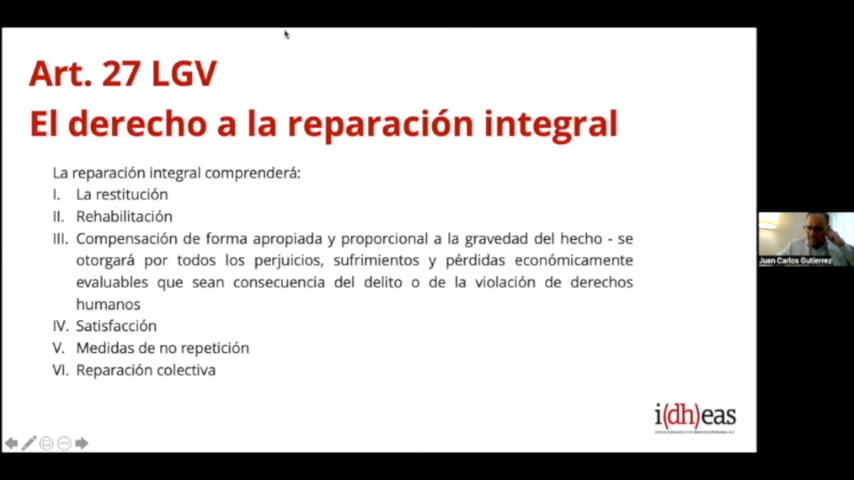 Art. 27 LGV
El derecho a la reparación integral
La reparación integral comprenderá:
I. La restitución
II. Rehabilitación
III. Compensación de forma apropiada y proporcional a la gravedad del hecho - se
otorgará por todos los perjuicios, sufrimientos y pérdidas económicamente
evaluables que sean consecuencia del delito o de la violación de derechos
humanos
IV. Satisfacción
V. Medidas de no repetición
VI. Reparación colectiva
Juan Carlos Gutierrez
i(dh)eas